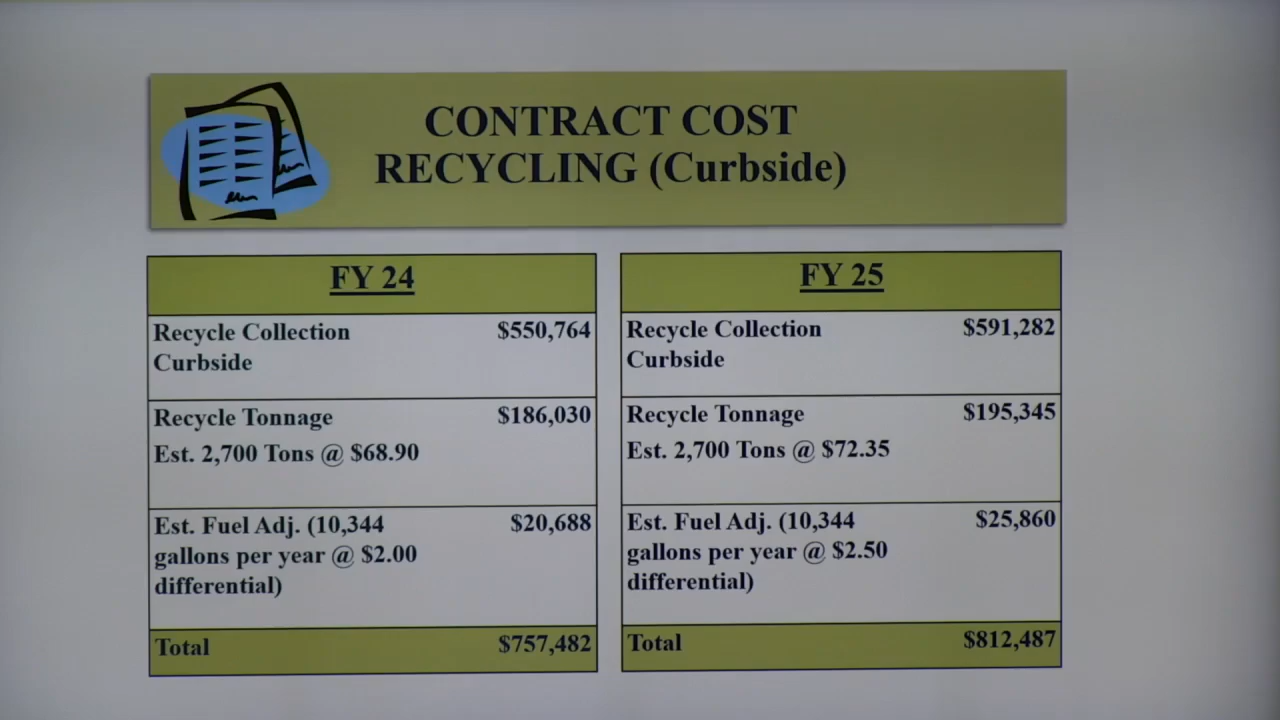 CONTRACT COST
RECYCLING (Curbside)
FY 24
Recycle Collection $550,764
Curbside
Recycle Tonnage $186,030
Est. 2,700 Tons @ $68.90
Est. Fuel Adj. (10,344 $20,688
gallons per year @ $2.00
differential)
Total $757,482
FY 25
Recycle Collection $591,282
Curbside
Recycle Tonnage $195,345
Est. 2,700 Tons @ $72.35
Est. Fuel Adj. (10,344 $25,860
gallons per year @ $2.50
differential)
Total $812,487